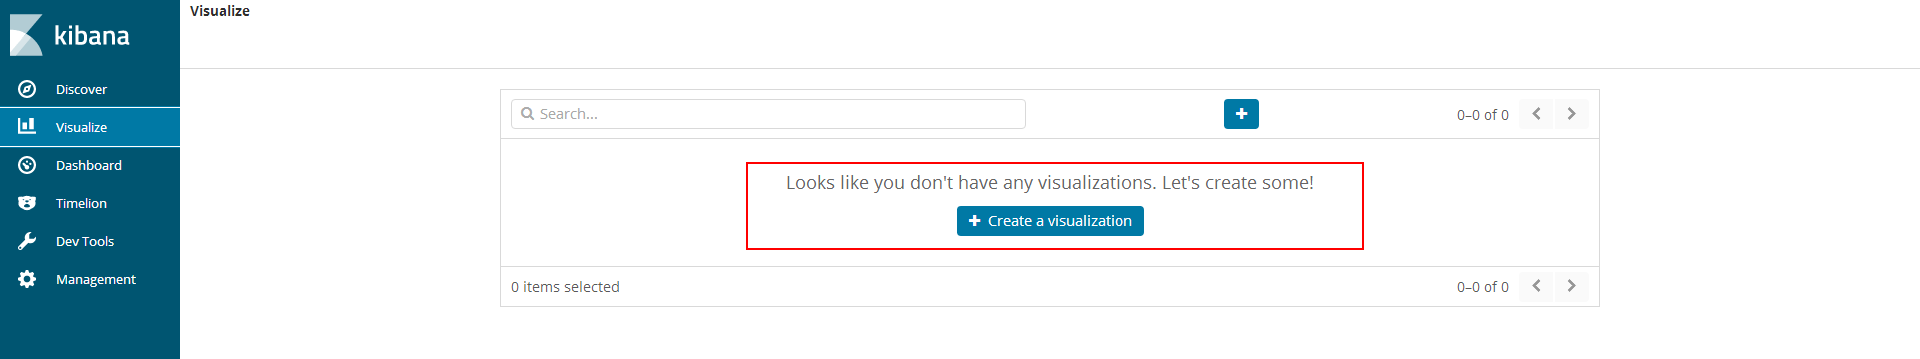 kibana
Discover
Visualize
Dashboard
Timelion
Dev Tools
Management
Visualize
Search...
0–0 of 0
Looks like you don't have any visualizations. Let's create some!
Create a visualization
0 items selected
0–0 of 0